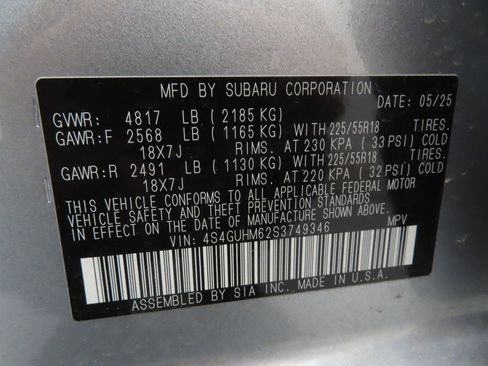 MFD BY SUBARU CORPORATION
DATE: 05/25
GVWR: 4817 LB ( 2185 KG)
GAWR:F 2568 LB ( 1165 KG) WITH 225/55R18 TIRES.
18X7J RIMS. AT 230 KPA ( 33 PSI) COLD
GAWR:R 2491 LB ( 1130 KG) WITH 225/55R18 TIRES.
18X7J RIMS. AT 220 KPA ( 32 PSI) COLD
THIS VEHICLE CONFORMS TO ALL APPLICABLE FEDERAL MOTOR
VEHICLE SAFETY AND THEFT PREVENTION STANDARDS
IN EFFECT ON THE DATE OF MANUFACTURE SHOWN ABOVE.
VIN: 4S4GUHM62S3749346 MPV
ASSEMBLED BY SIA INC. MADE IN U.S.A.